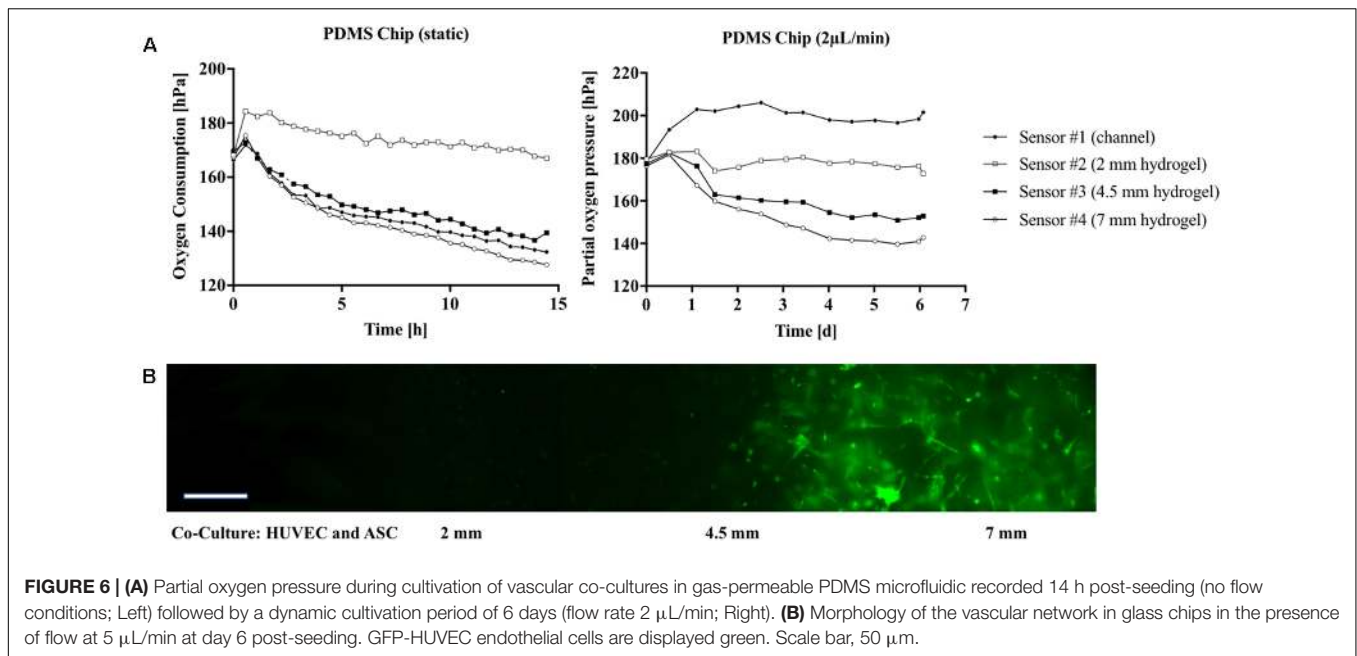 A
PDMS Chip (static)
200
180
160
140
120
Oxygen Consumption [hPa]
0
5
10
15
Time [h]
PDMS Chip (2µL/min)
220
200
180
160
140
120
Partial oxygen pressure [hPa]
0
1
2
3
4
5
6
7
Time [d]
Sensor #1 (channel)
Sensor #2 (2 mm hydrogel)
Sensor #3 (4.5 mm hydrogel)
Sensor #4 (7 mm hydrogel)
B
Co-Culture: HUVEC and ASC 2 mm 4.5 mm 7 mm
FIGURE 6 | (A) Partial oxygen pressure during cultivation of vascular co-cultures in gas-permeable PDMS microfluidic recorded 14 h post-seeding (no flow
conditions; Left) followed by a dynamic cultivation period of 6 days (flow rate 2 µL/min; Right). (B) Morphology of the vascular network in glass chips in the presence
of flow at 5 µL/min at day 6 post-seeding. GFP-HUVEC endothelial cells are displayed green. Scale bar, 50 µm.